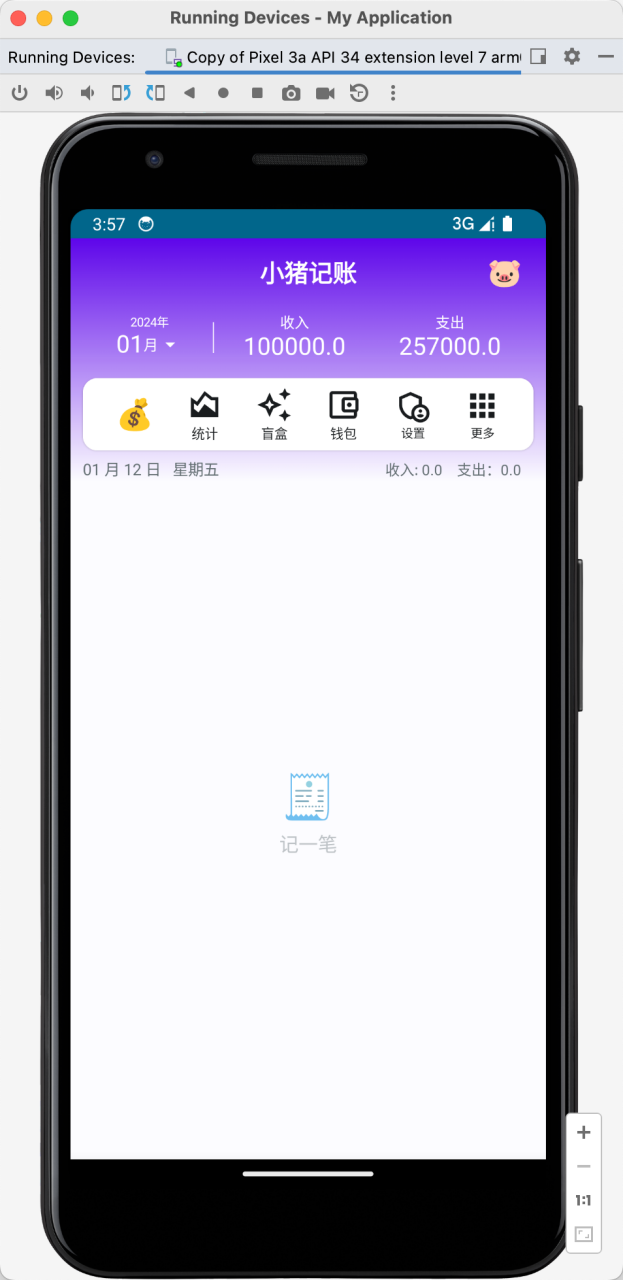 Running Devices - My Application
Running Devices: Copy of Pixel 3a API 34 extension level 7 arm
3:57 3G
小猪记账
2024年 收入 支出
01月 100000.0 257000.0
统计 盲盒 钱包 设置 更多
01 月 12 日 星期五 收入: 0.0 支出：0.0
记一笔
1:1